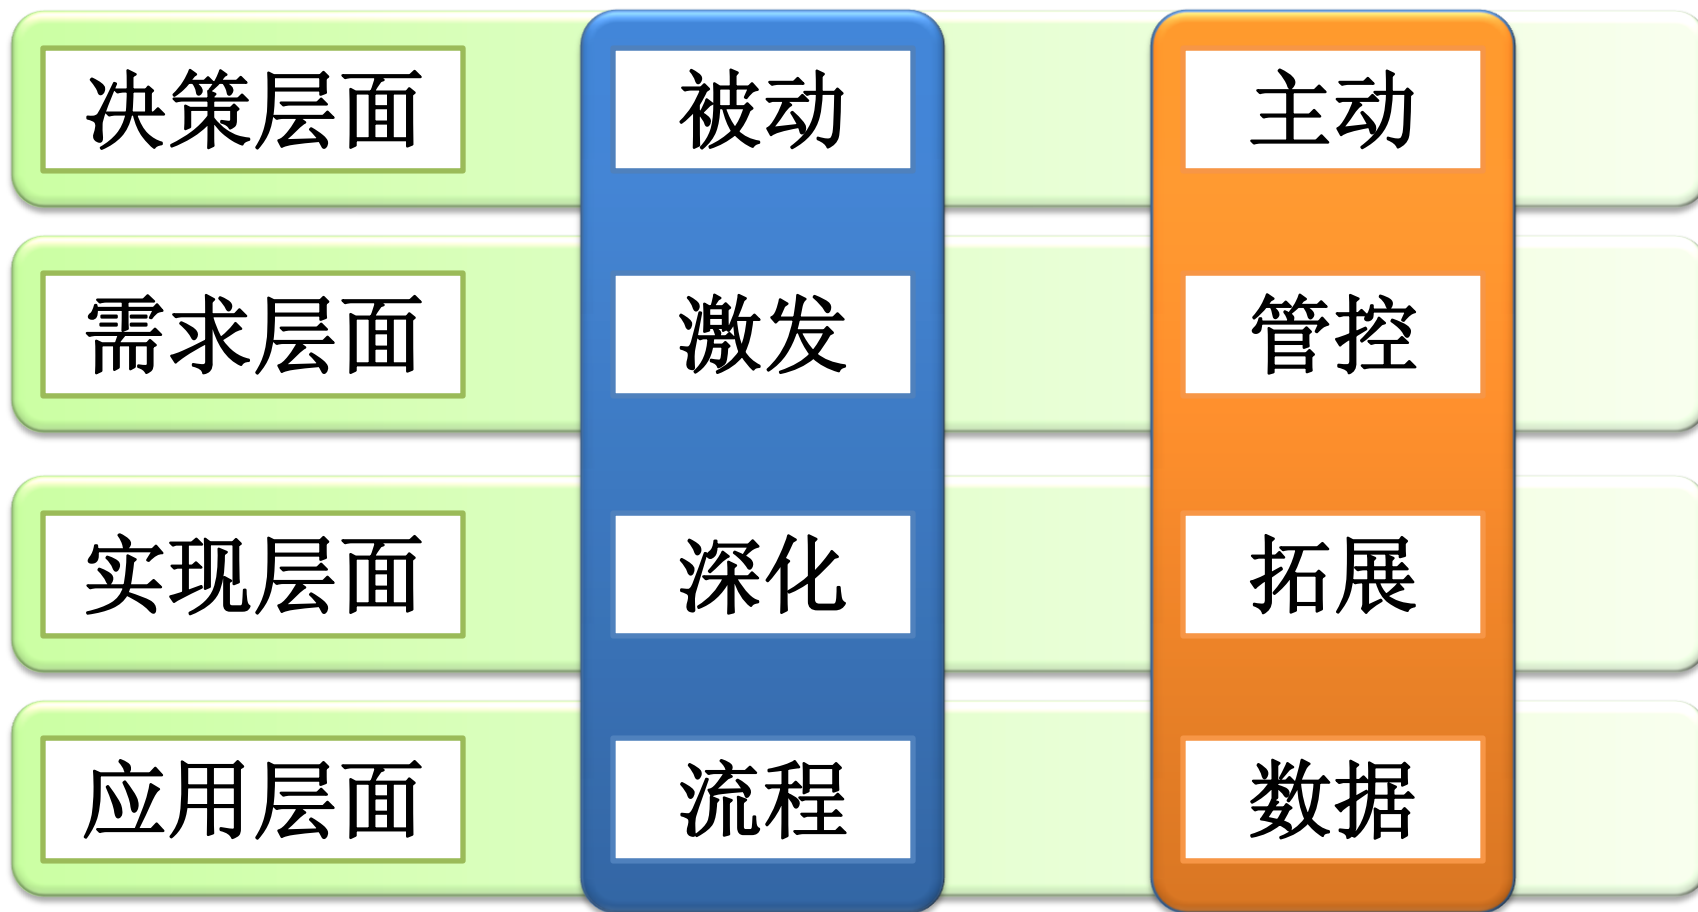 决策层面 被动 主动
需求层面 激发 管控
实现层面 深化 拓展
应用层面 流程 数据